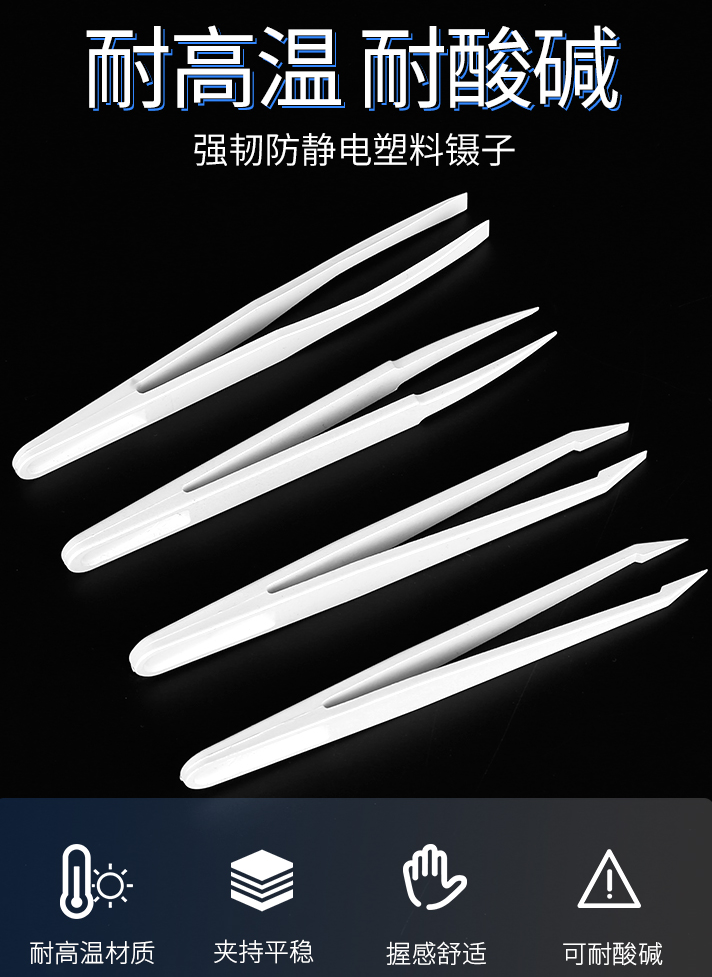 耐高温 耐酸碱
强韧防静电塑料镊子
耐高温材质
夹持平稳
握感舒适
可耐酸碱